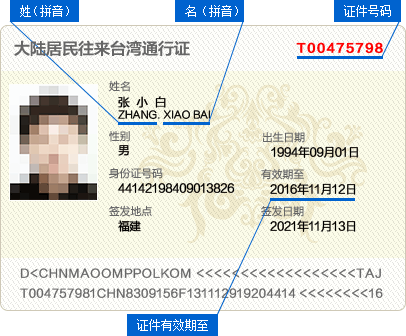 姓（拼音）
名（拼音）
证件号码
大陆居民往来台湾通行证
T00475798
姓名
张 小 白
ZHANG. XIAO BAI
性别
出生日期
男
1994年09月01日
身份证号码
有效期至
44142198409013826
2016年11月12日
签发地点
签发日期
福建
2021年11月13日
D<CHNMAOOMPPOLKOM <<<<<<<<<<<<<<<<<<<TAJ
T004757981CHN8309156F131112919204414 <<<<<<<<16
证件有效期至